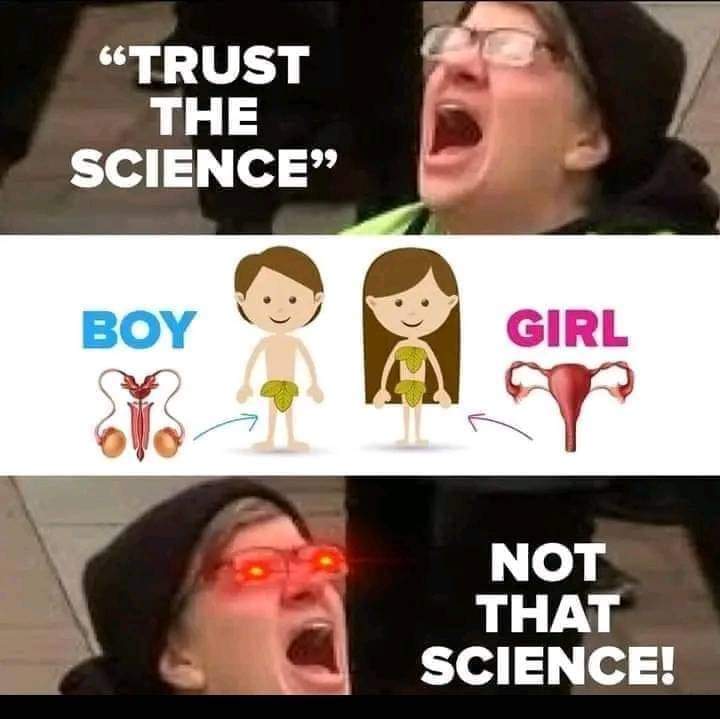 “TRUST
THE
SCIENCE”
BOY
GIRL
NOT
THAT
SCIENCE!